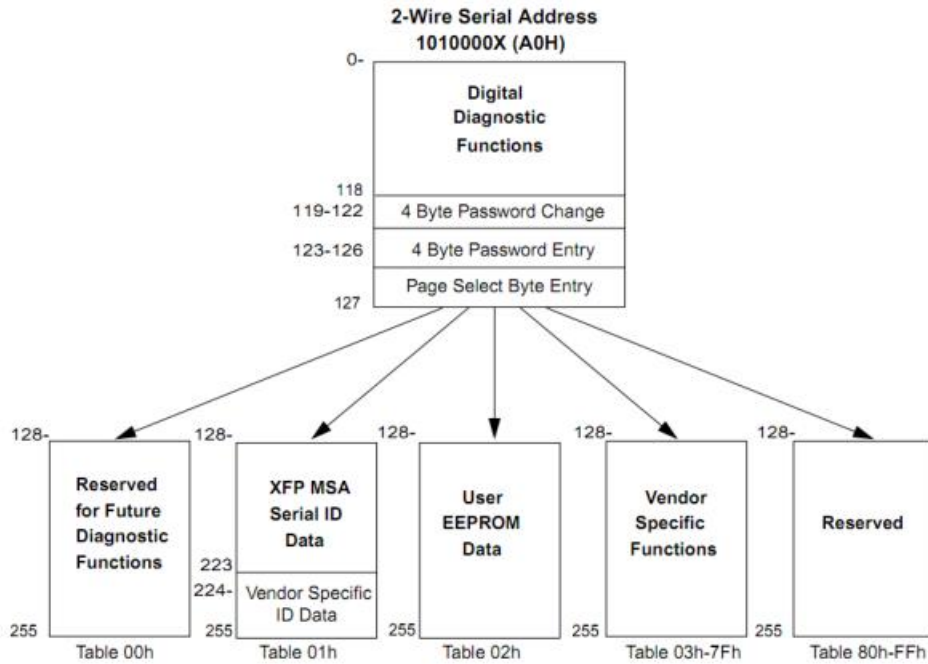 2-Wire Serial Address
1010000X (A0H)
0-
Digital
Diagnostic
Functions
118
119-122
4 Byte Password Change
123-126
4 Byte Password Entry
Page Select Byte Entry
127
128-
Reserved
for Future
Diagnostic
Functions
255
Table 00h
128-
XFP MSA
Serial ID
Data
223
224-
Vendor Specific
ID Data
255
Table 01h
128-
User
EEPROM
Data
255
Table 02h
128-
Vendor
Specific
Functions
255
Table 03h-7Fh
128-
Reserved
255
Table 80h-FFh